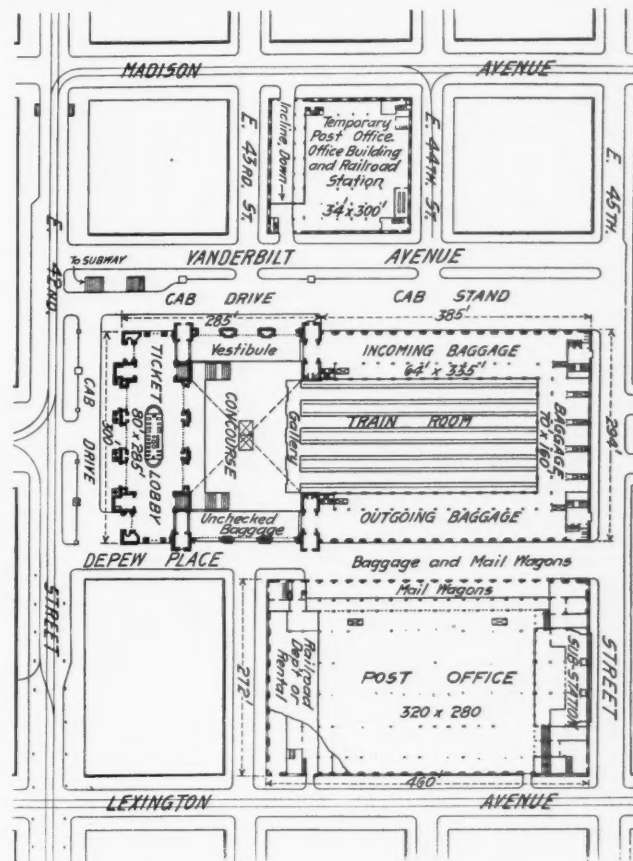 MADISON AVENUE
Incline, Down
Temporary
Post Office.
Office Building
and Railroad
Station
34' x 300'
E. 43RD. ST.
E. 44TH. ST.
E. 45TH.
STREET
E. 42ND.
STREET
To SUBWAY
VANDERBILT AVENUE
CAB DRIVE
CAB STAND
285'
385'
Vestibule
INCOMING BAGGAGE
64' x 335'
CAB DRIVE
300'
TICKET LOBBY
80' x 285'
CONCOURSE
Gallery
TRAIN ROOM
BAGGAGE
70' x 160'
284'
Unchecked
Baggage
OUTGOING BAGGAGE
DEPEW PLACE
Baggage and Mail Wagons
Mail Wagons
272'
Railroad
Dept. or
Rental
POST OFFICE
320 x 280
SUB-STATION
460'
LEXINGTON AVENUE